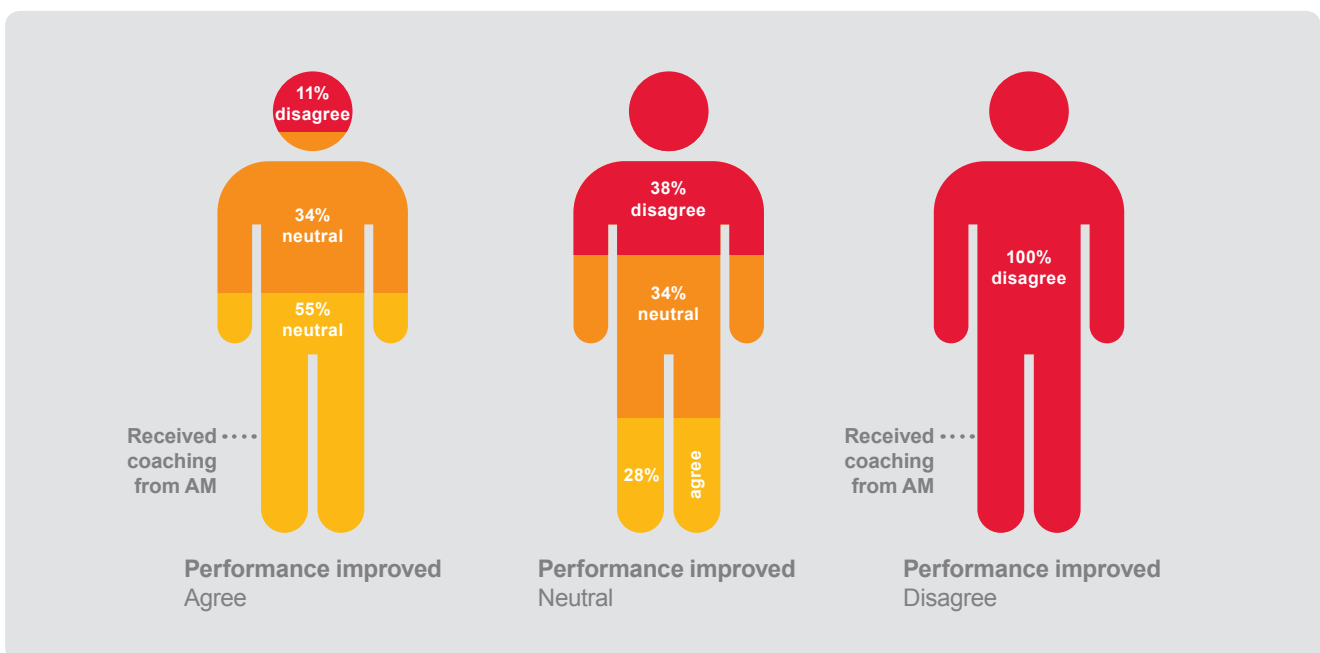 11%
disagree
34%
neutral
55%
neutral
Received ····
coaching
from AM
Performance improved
Agree
38%
disagree
34%
neutral
28%
agree
Performance improved
Neutral
100%
disagree
Received ····
coaching
from AM
Performance improved
Disagree